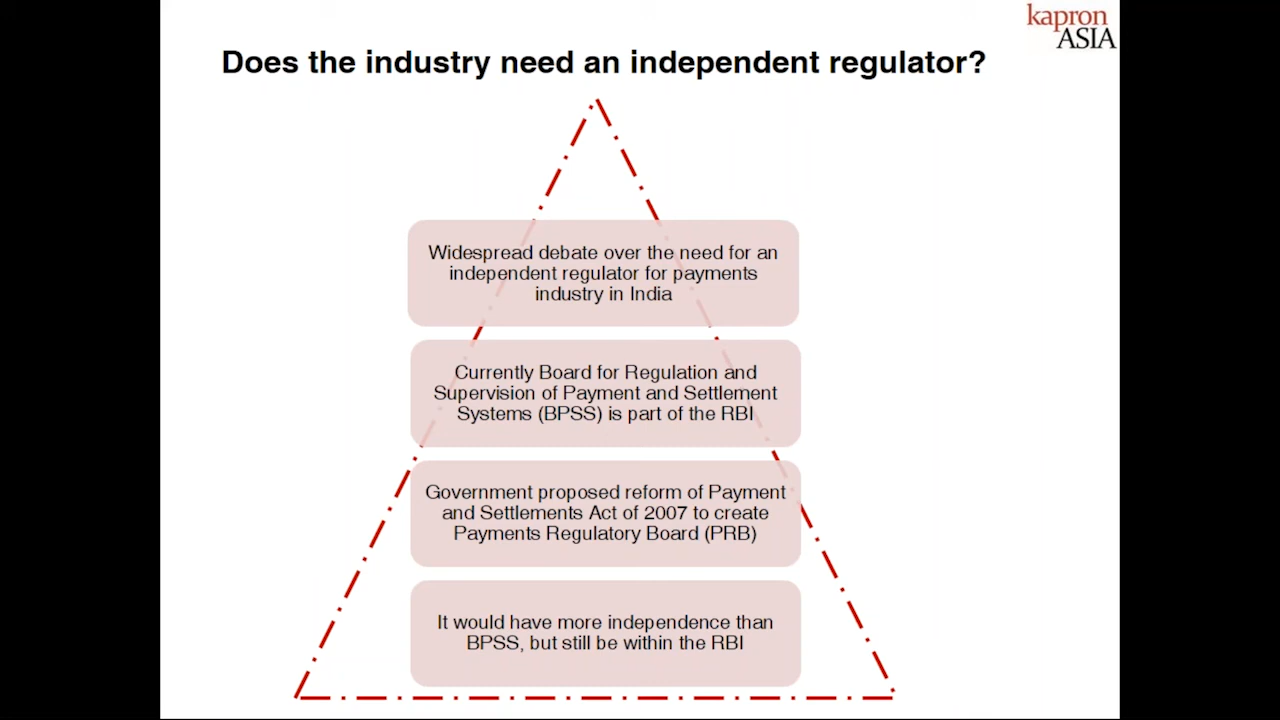 kapron
ASIA
Does the industry need an independent regulator?
Widespread debate over the need for an
independent regulator for payments
industry in India
Currently Board for Regulation and
Supervision of Payment and Settlement
Systems (BPSS) is part of the RBI
Government proposed reform of Payment
and Settlements Act of 2007 to create
Payments Regulatory Board (PRB)
It would have more independence than
BPSS, but still be within the RBI